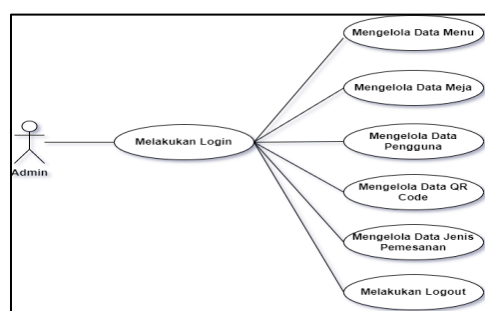 Mengelola Data Menu
Mengelola Data Meja
Melakukan Login
Mengelola Data
Pengguna
Admin
Mengelola Data QR
Code
Mengelola Data Jenis
Pemesanan
Melakukan Logout